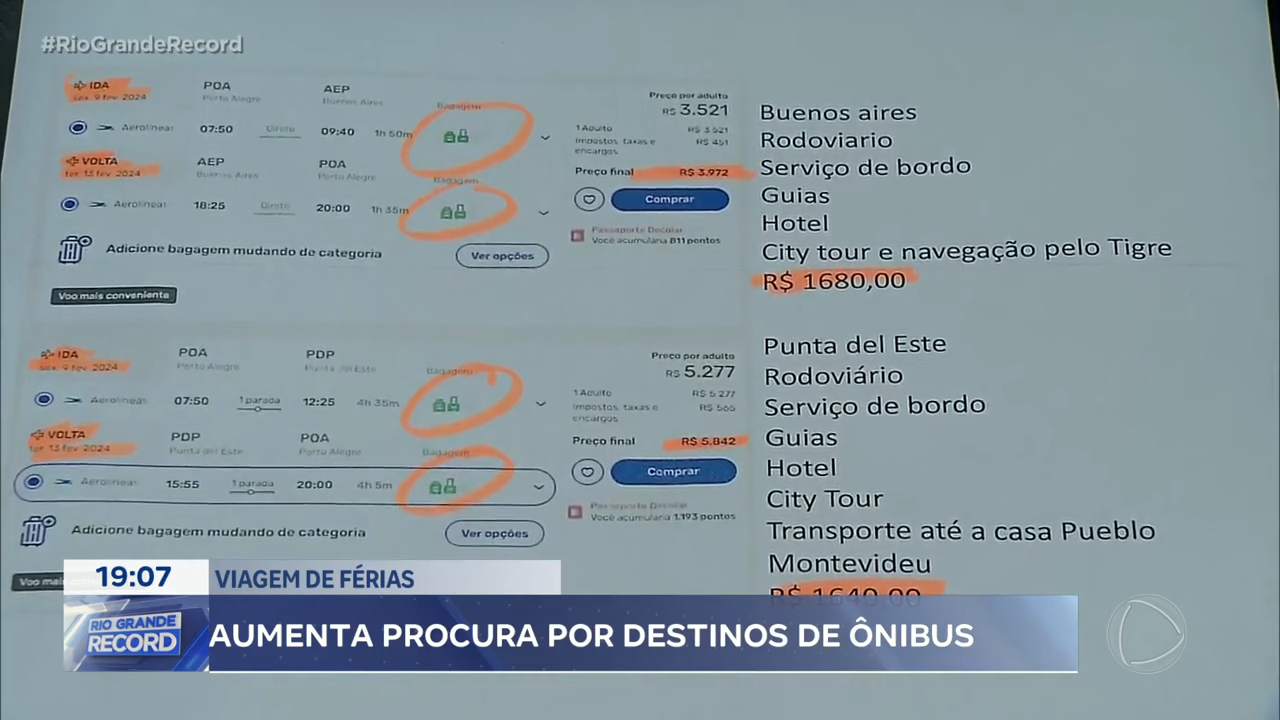 #RioGrandeRecord
IDA
sex. 9 fev. 2024
POA
Porto Alegre
AEP
Buenos Aires
Bagagem
Aerolíneas
07:50
Direto
09:40
1h 50m
VOLTA
ter. 13 fev. 2024
AEP
Buenos Aires
POA
Porto Alegre
Bagagem
Aerolíneas
18:25
Direto
20:00
1h 35m
Adicione bagagem mudando de categoria
Ver opções
Preço por adulto
R$ 3.521
1 Adulto R$ 3.521
Impostos, taxas e encargos R$ 451
Preço final R$ 3.972
Comprar
Passaporte Decolar
Você acumularia 811 pontos
Voo mais conveniente
IDA
sex. 9 fev. 2024
POA
Porto Alegre
PDP
Punta del Este
Bagagem
Aerolíneas
07:50
1 parada
12:25
4h 35m
VOLTA
ter. 13 fev. 2024
PDP
Punta del Este
POA
Porto Alegre
Bagagem
Aerolíneas
15:55
1 parada
20:00
4h 5m
Adicione bagagem mudando de categoria
Ver opções
Preço por adulto
R$ 5.277
1 Adulto R$ 5.277
Impostos, taxas e encargos R$ 565
Preço final R$ 5.842
Comprar
Passaporte Decolar
Você acumularia 1.193 pontos
Voo mais
Buenos aires
Rodoviario
Serviço de bordo
Guias
Hotel
City tour e navegação pelo Tigre
R$ 1680,00
Punta del Este
Rodoviário
Serviço de bordo
Guias
Hotel
City Tour
Transporte até a casa Pueblo
Montevideu
R$ 1640,00
19:07
VIAGEM DE FÉRIAS
RIO GRANDE
RECORD
AUMENTA PROCURA POR DESTINOS DE ÔNIBUS